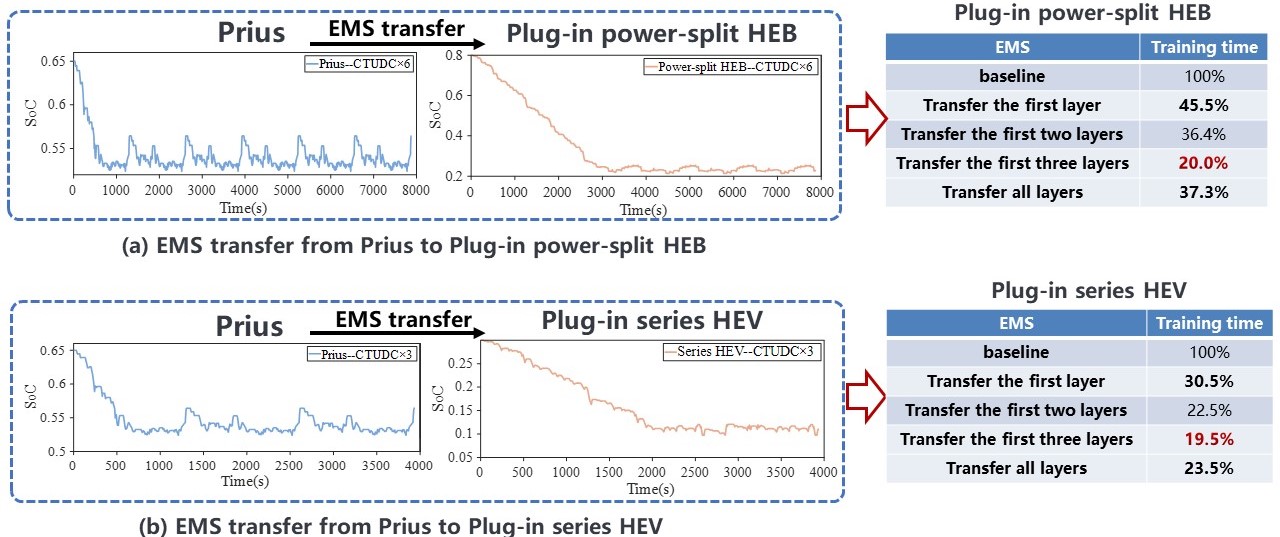 Prius
EMS transfer
Plug-in power-split HEB
0.65
0.6
0.55
SoC
Prius--CTUDC×6
0 1000 2000 3000 4000 5000 6000 7000 8000
Time(s)
0.8
0.6
0.4
0.2
SoC
Power-split HEB--CTUDC×6
0 1000 2000 3000 4000 5000 6000 7000 8000
Time(s)
(a) EMS transfer from Prius to Plug-in power-split HEB
Plug-in power-split HEB
EMS Training time
baseline 100%
Transfer the first layer 45.5%
Transfer the first two layers 36.4%
Transfer the first three layers 20.0%
Transfer all layers 37.3%
Prius
EMS transfer
Plug-in series HEV
0.65
0.6
0.55
0.5
SoC
Prius--CTUDC×3
0 500 1000 1500 2000 2500 3000 3500 4000
Time(s)
0.25
0.2
0.15
0.1
0.05
SoC
Series HEV--CTUDC×3
0 500 1000 1500 2000 2500 3000 3500 4000
Time(s)
(b) EMS transfer from Prius to Plug-in series HEV
Plug-in series HEV
EMS Training time
baseline 100%
Transfer the first layer 30.5%
Transfer the first two layers 22.5%
Transfer the first three layers 19.5%
Transfer all layers 23.5%